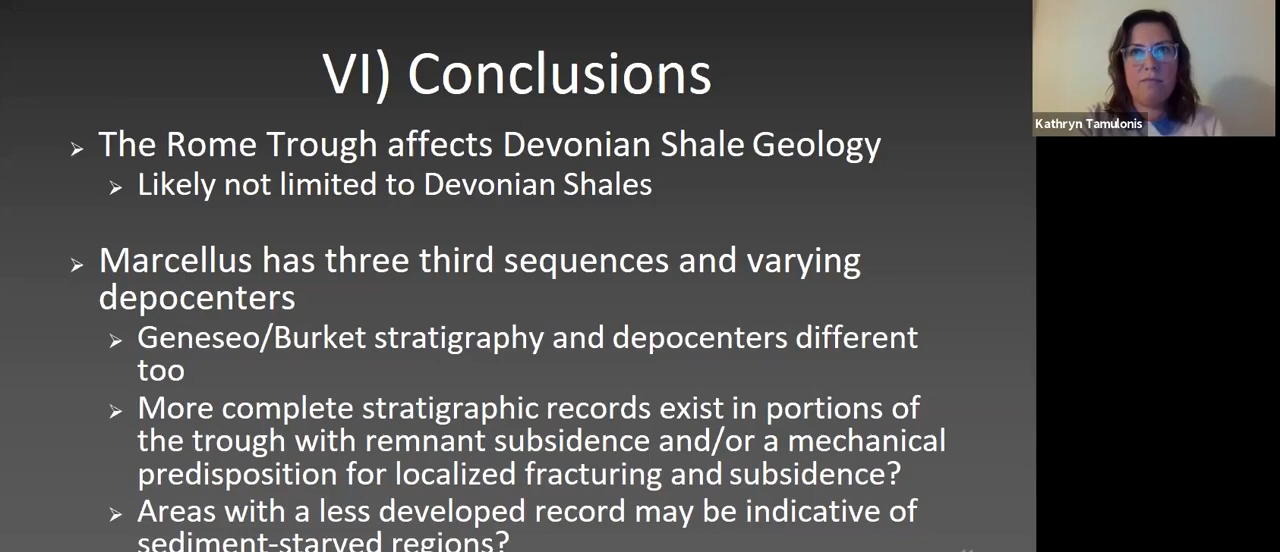 VI) Conclusions
Kathryn Tamulonis
The Rome Trough affects Devonian Shale Geology
Likely not limited to Devonian Shales
Marcellus has three third sequences and varying
depocenters
Geneseo/Burket stratigraphy and depocenters different
too
More complete stratigraphic records exist in portions of
the trough with remnant subsidence and/or a mechanical
predisposition for localized fracturing and subsidence?
Areas with a less developed record may be indicative of
sediment-starved regions?